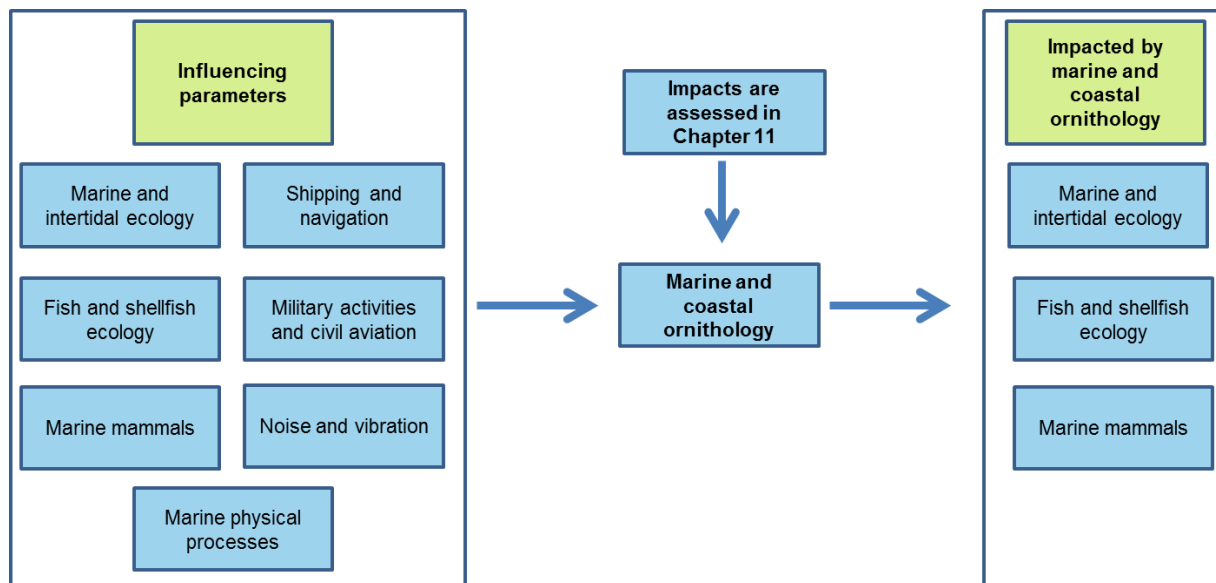 Influencing
parameters
Marine and
intertidal ecology
Shipping and
navigation
Fish and shellfish
ecology
Military activities
and civil aviation
Marine mammals
Noise and vibration
Marine physical
processes
Impacts are
assessed in
Chapter 11
Marine and
coastal
ornithology
Impacted by
marine and
coastal
ornithology
Marine and
intertidal ecology
Fish and shellfish
ecology
Marine mammals